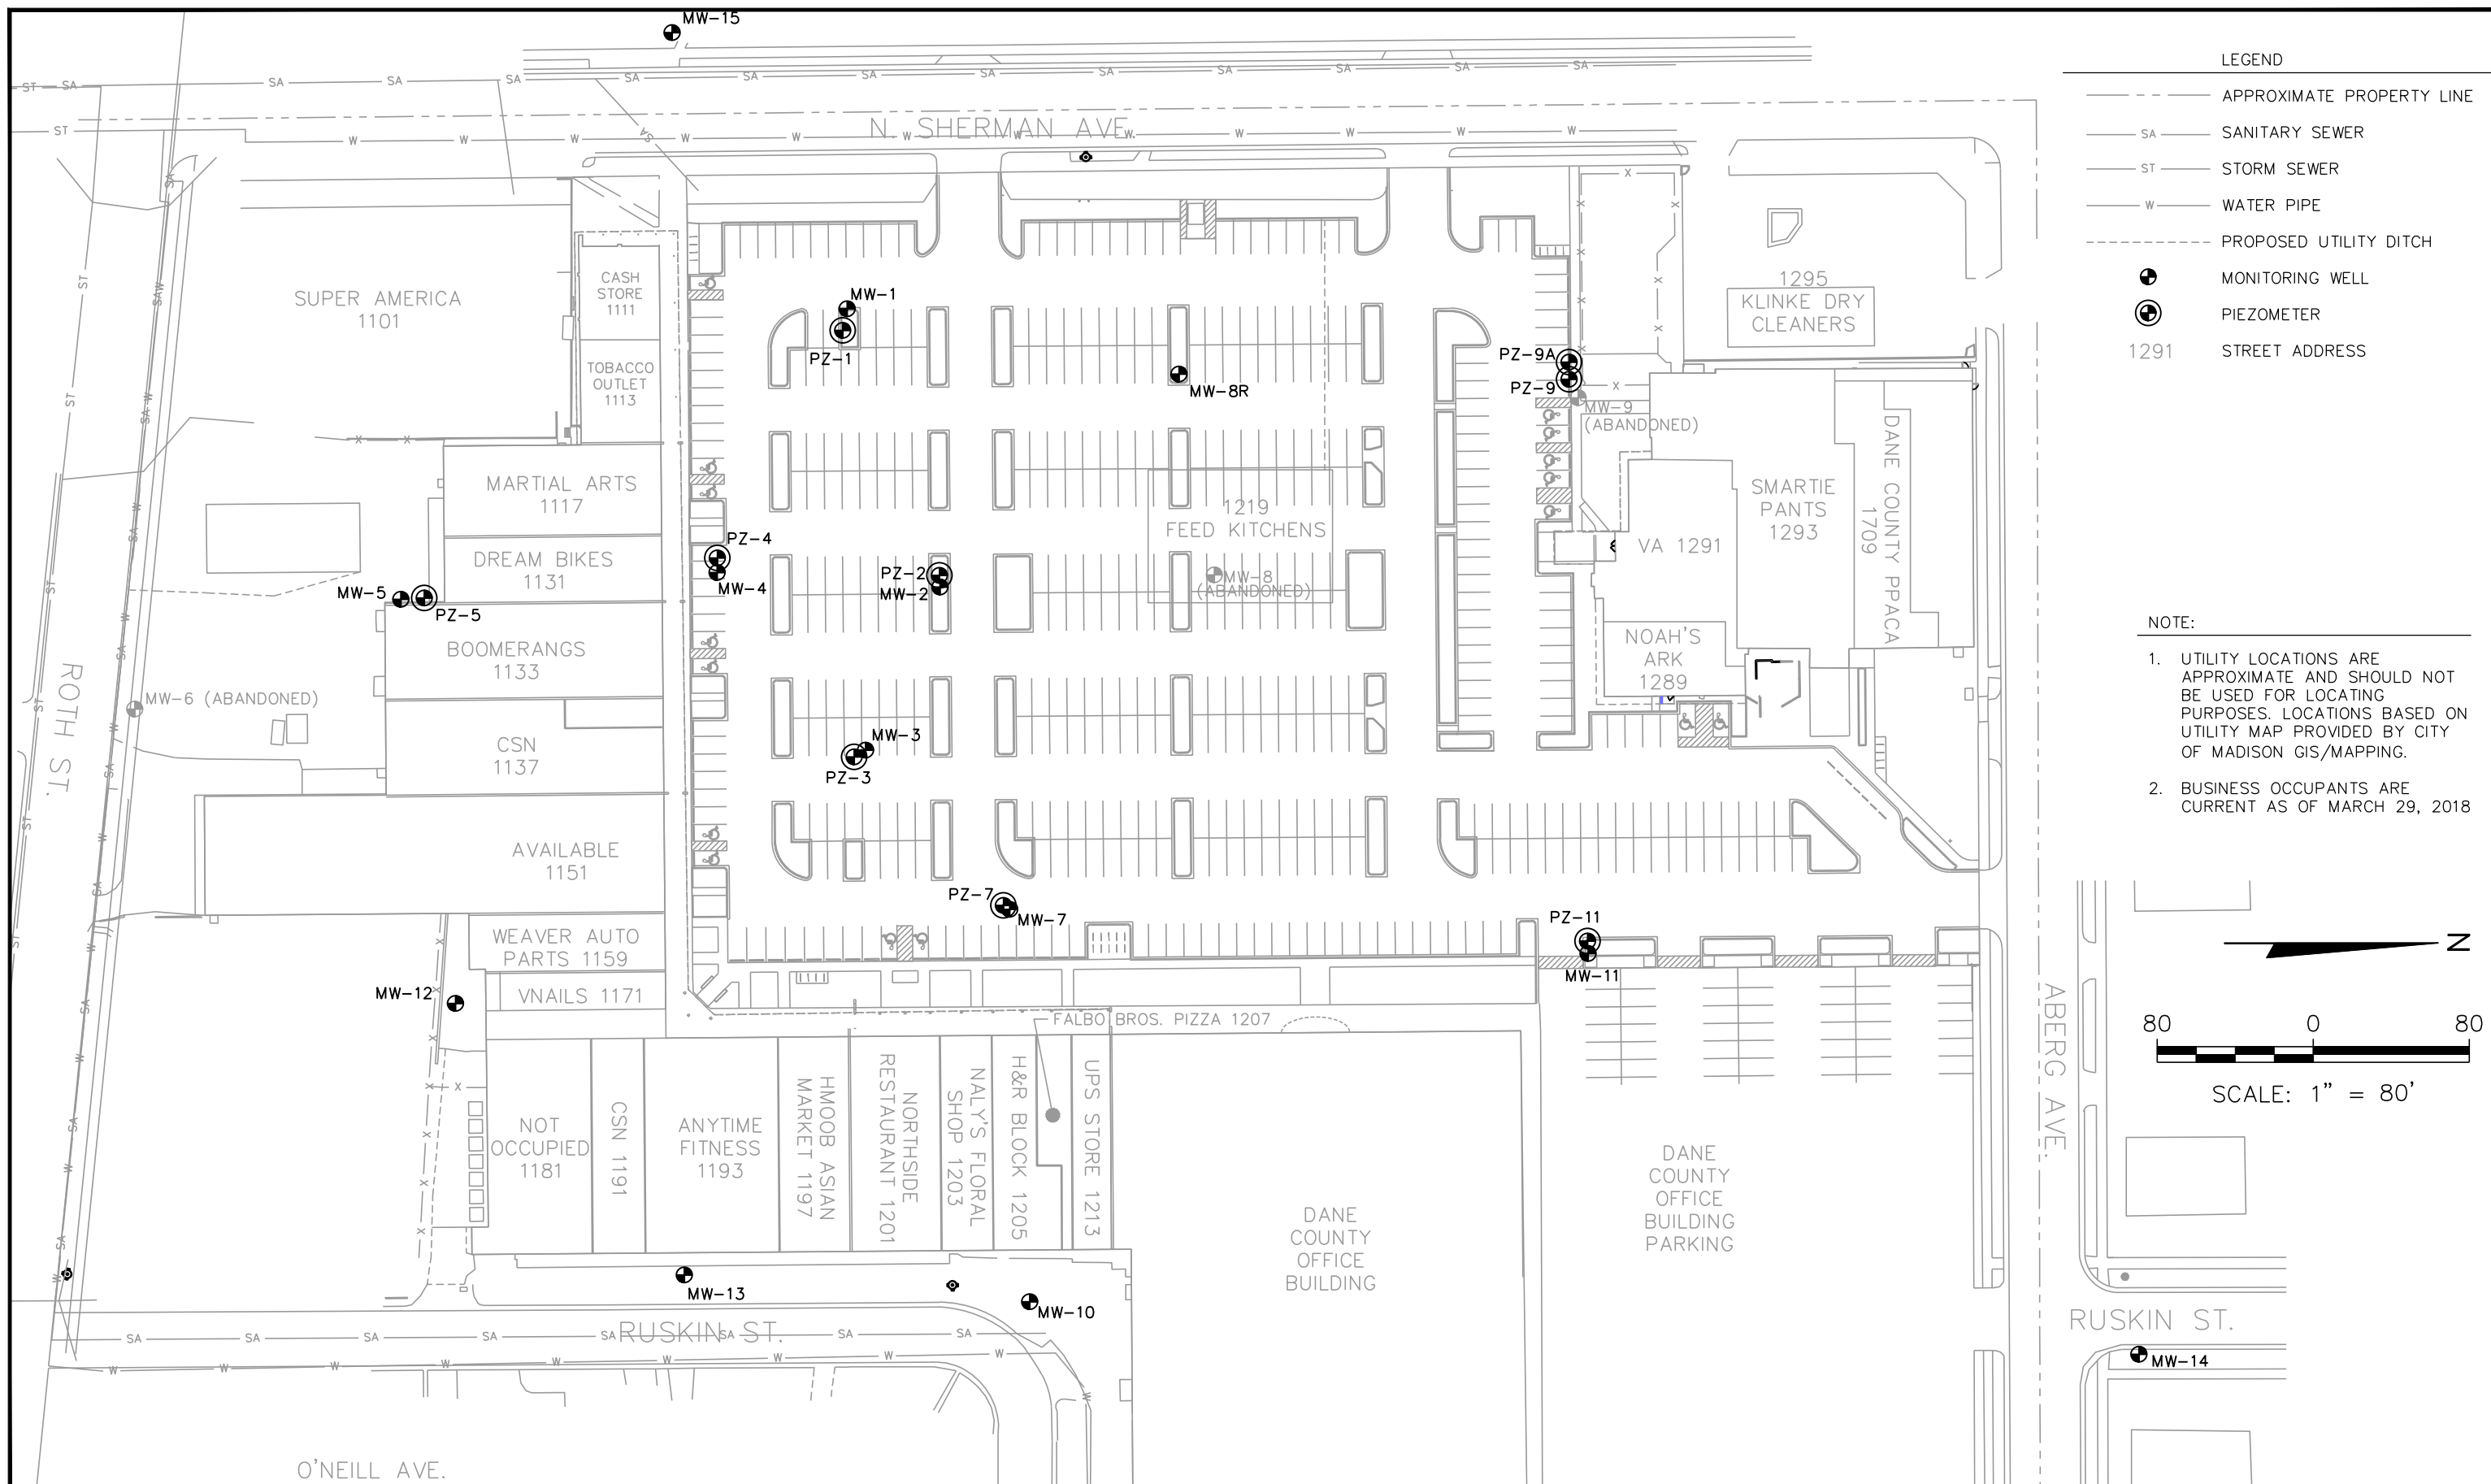 MW-15
LEGEND
APPROXIMATE PROPERTY LINE
SA SANITARY SEWER
ST STORM SEWER
W WATER PIPE
PROPOSED UTILITY DITCH
MONITORING WELL
PIEZOMETER
1291 STREET ADDRESS
N. SHERMAN AVE.
SUPER AMERICA
1101
CASH
STORE
1111
TOBACCO
OUTLET
1113
MW-1
PZ-1
MW-8R
PZ-9A
PZ-9
MW-9
(ABANDONED)
1295
KLINKE DRY
CLEANERS
MARTIAL ARTS
1117
DREAM BIKES
1131
MW-5
PZ-5
BOOMERANGS
1133
MW-6 (ABANDONED)
ROTH ST.
CSN
1137
AVAILABLE
1151
PZ-4
MW-4
PZ-2
MW-2
1219
FEED KITCHENS
MW-8
(ABANDONED)
MW-3
PZ-3
VA 1291
SMARTIE
PANTS
1293
DANE COUNTY PPACA
1709
NOAH'S
ARK
1289
NOTE:
1. UTILITY LOCATIONS ARE
APPROXIMATE AND SHOULD NOT
BE USED FOR LOCATING
PURPOSES. LOCATIONS BASED ON
UTILITY MAP PROVIDED BY CITY
OF MADISON GIS/MAPPING.
2. BUSINESS OCCUPANTS ARE
CURRENT AS OF MARCH 29, 2018
PZ-7
MW-7
PZ-11
MW-11
WEAVER AUTO
PARTS 1159
VNAILS 1171
MW-12
N
80 0 80
SCALE: 1" = 80'
ABERG AVE.
FALBO BROS. PIZZA 1207
NOT
OCCUPIED
1181
CSN 1191
ANYTIME
FITNESS
1193
HMOOB ASIAN
MARKET 1197
NORTHSIDE
RESTAURANT 1201
NALY'S FLORAL
SHOP 1203
H&R BLOCK 1205
UPS STORE 1213
DANE
COUNTY
OFFICE
BUILDING
DANE
COUNTY
OFFICE
BUILDING
PARKING
MW-13
MW-10
RUSKIN ST.
RUSKIN ST.
MW-14
O'NEILL AVE.